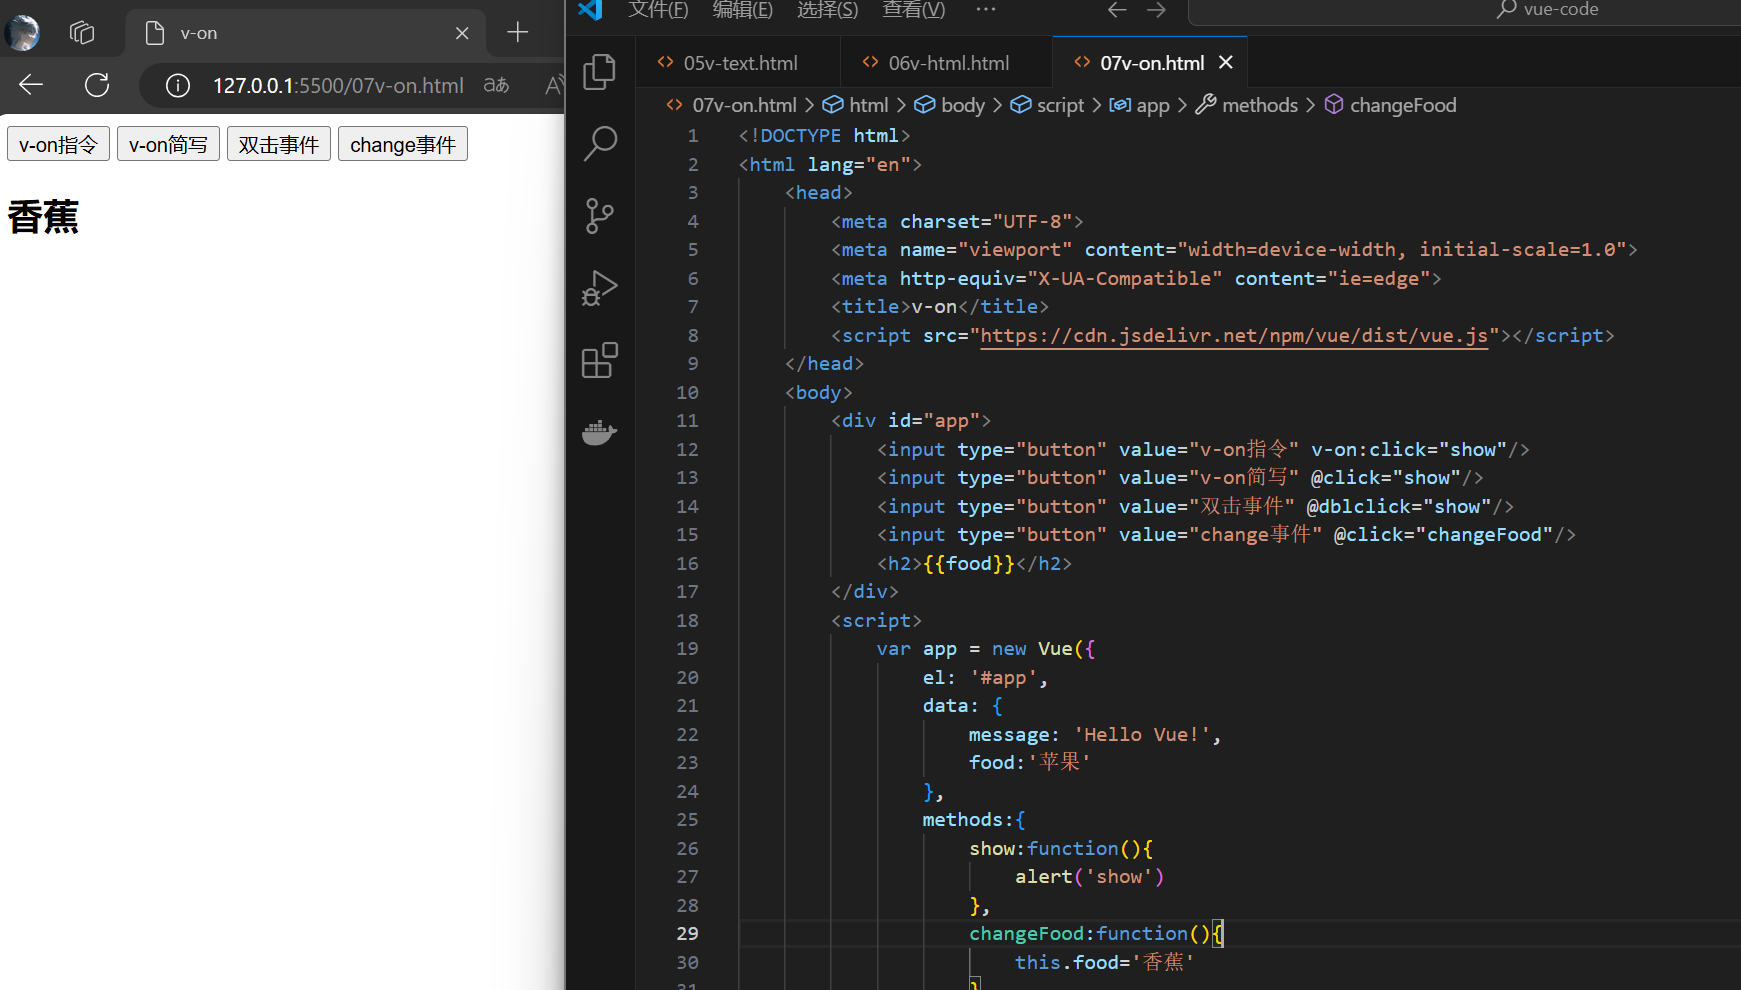 v-on
127.0.0.1:5500/07v-on.html
v-on指令 v-on简写 双击事件 change事件
香蕉
文件(F) 编辑(E) 选择(S) 查看(V) ···
vue-code
05v-text.html 06v-html.html 07v-on.html
07v-on.html > html > body > script > app > methods > changeFood
1 <!DOCTYPE html>
2 <html lang="en">
3 <head>
4 <meta charset="UTF-8">
5 <meta name="viewport" content="width=device-width, initial-scale=1.0">
6 <meta http-equiv="X-UA-Compatible" content="ie=edge">
7 <title>v-on</title>
8 <script src="https://cdn.jsdelivr.net/npm/vue/dist/vue.js"></script>
9 </head>
10 <body>
11 <div id="app">
12 <input type="button" value="v-on指令" v-on:click="show"/>
13 <input type="button" value="v-on简写" @click="show"/>
14 <input type="button" value="双击事件" @dblclick="show"/>
15 <input type="button" value="change事件" @click="changeFood"/>
16 <h2>{{food}}</h2>
17 </div>
18 <script>
19 var app = new Vue({
20 el: '#app',
21 data: {
22 message: 'Hello Vue!',
23 food:'苹果'
24 },
25 methods:{
26 show:function(){
27 alert('show')
28 },
29 changeFood:function(){
30 this.food='香蕉'
31 }